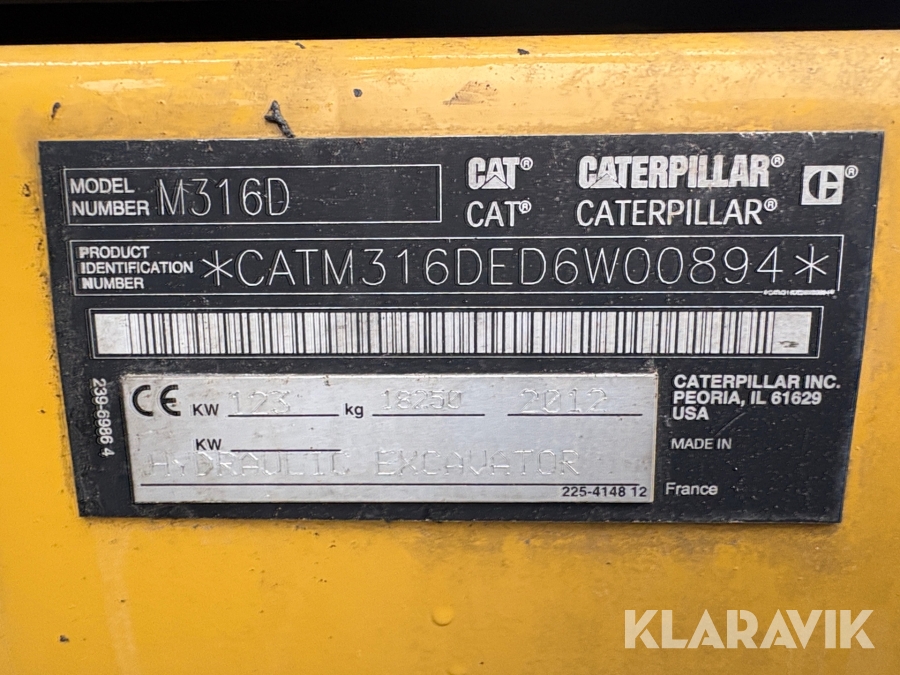 MODEL NUMBER M316D
CAT® CATERPILLAR® C®
CAT® CATERPILLAR®
PRODUCT IDENTIFICATION NUMBER *CATM316DED6W00894*
239-6986 4
CE KW 123 kg 18250 2012
KW
HYDRAULIC EXCAVATOR
225-4148 12
CATERPILLAR INC.
PEORIA, IL 61629
USA
MADE IN
France
KLARAVIK